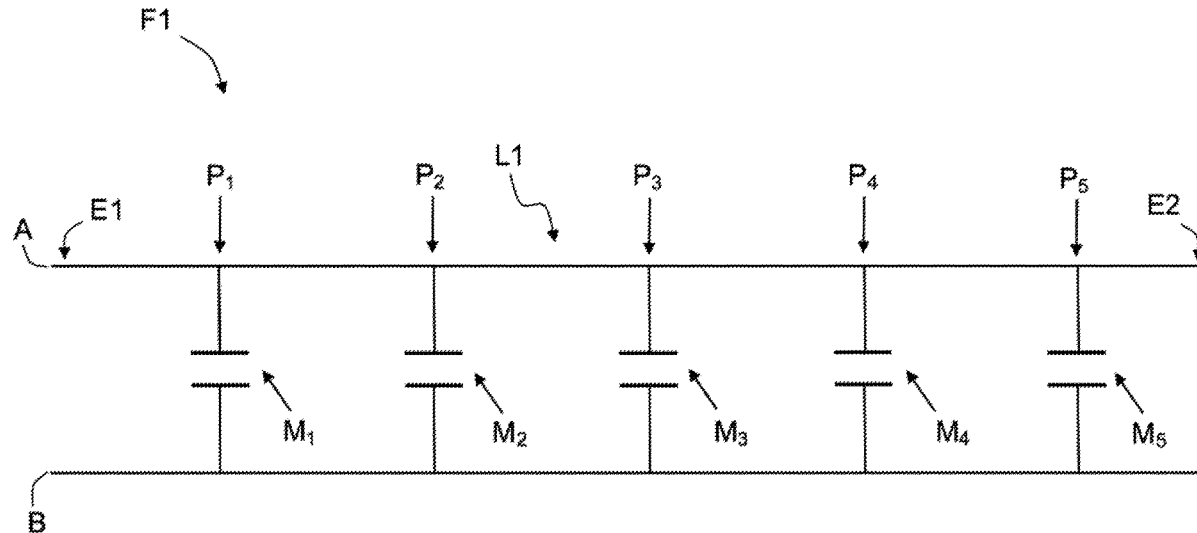 F1
L1
P₁ P₂ P₃ P₄ P₅
A E1 E2
M₁ M₂ M₃ M₄ M₅
B